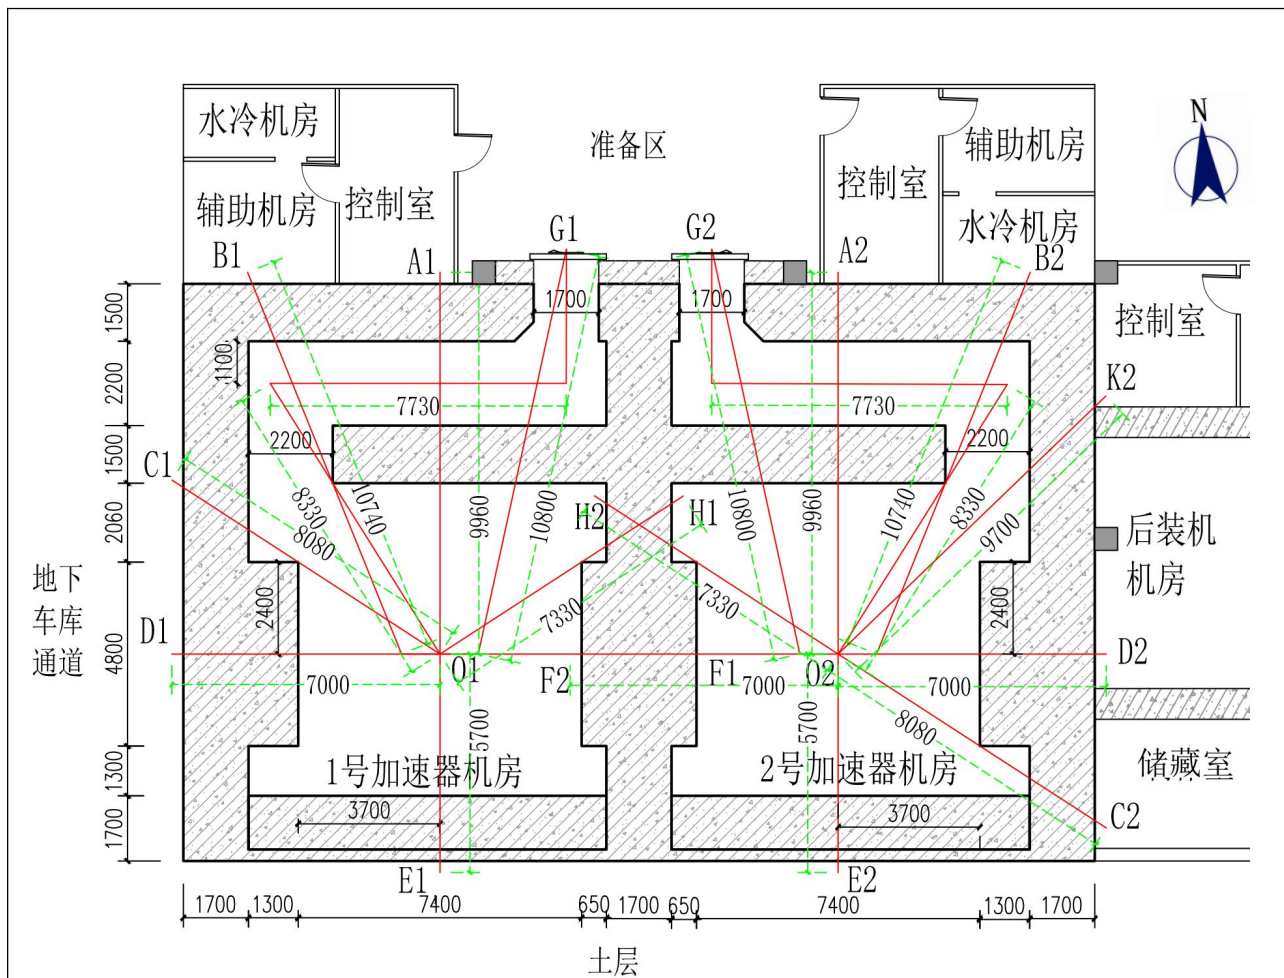 水冷机房
准备区
N
辅助机房
控制室
控制室
辅助机房
水冷机房
B1
A1
G1
G2
A2
B2
1500
1700
1700
控制室
1100
2200
K2
7730
7730
1500
2200
2200
C1
10740
9960
10800
10800
9960
10740
8330
9700
2060
8330
8080
H2
H1
后装机
机房
地下
车库
通道
2400
7330
7330
2400
D1
4800
O1
F2
F1
O2
D2
7000
7000
7000
5700
5700
8080
1300
1号加速器机房
2号加速器机房
储藏室
3700
3700
1700
C2
E1
E2
1700
1300
7400
650
1700
650
7400
1300
1700
土层